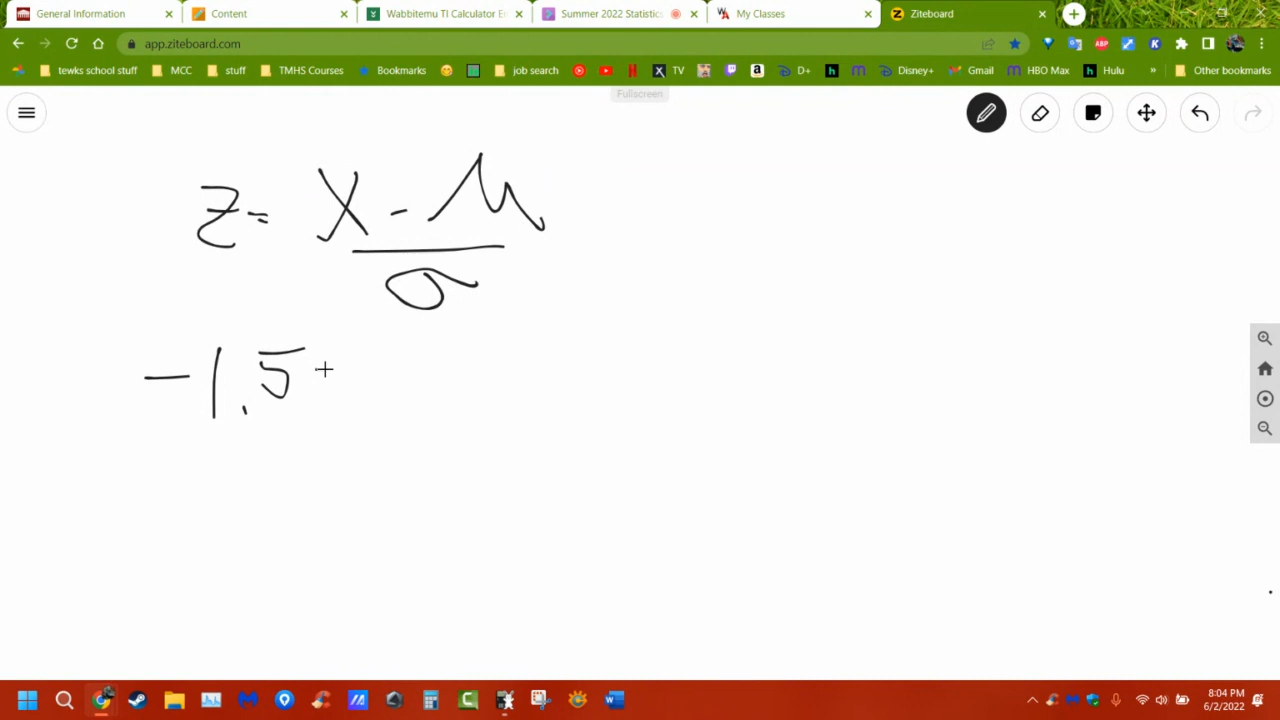 General Information
Content
Wabbitemu TI Calculator En
Summer 2022 Statistics
My Classes
Ziteboard
app.ziteboard.com
tewks school stuff
MCC
stuff
TMHS Courses
Bookmarks
job search
TV
D+
Disney+
Gmail
HBO Max
Hulu
»
Other bookmarks
Fullscreen
z = x - μ
σ
-1.5
8:04 PM
6/2/2022